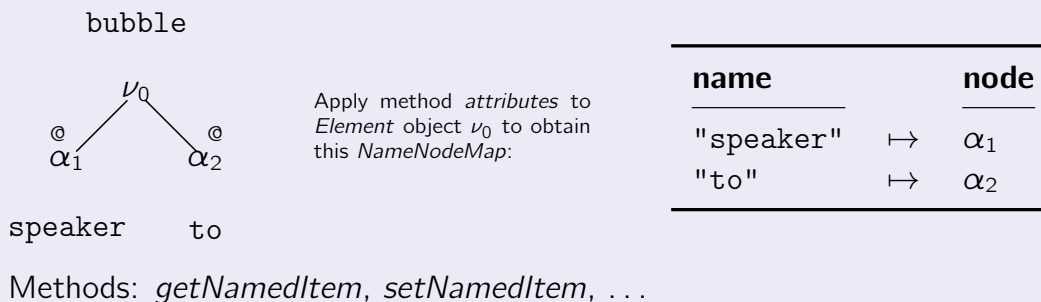 bubble
ν0
@ @
α1 α2
speaker to
Apply method attributes to
Element object ν0 to obtain
this NameNodeMap:
name node
"speaker" ↦ α1
"to" ↦ α2
Methods: getNamedItem, setNamedItem, ...